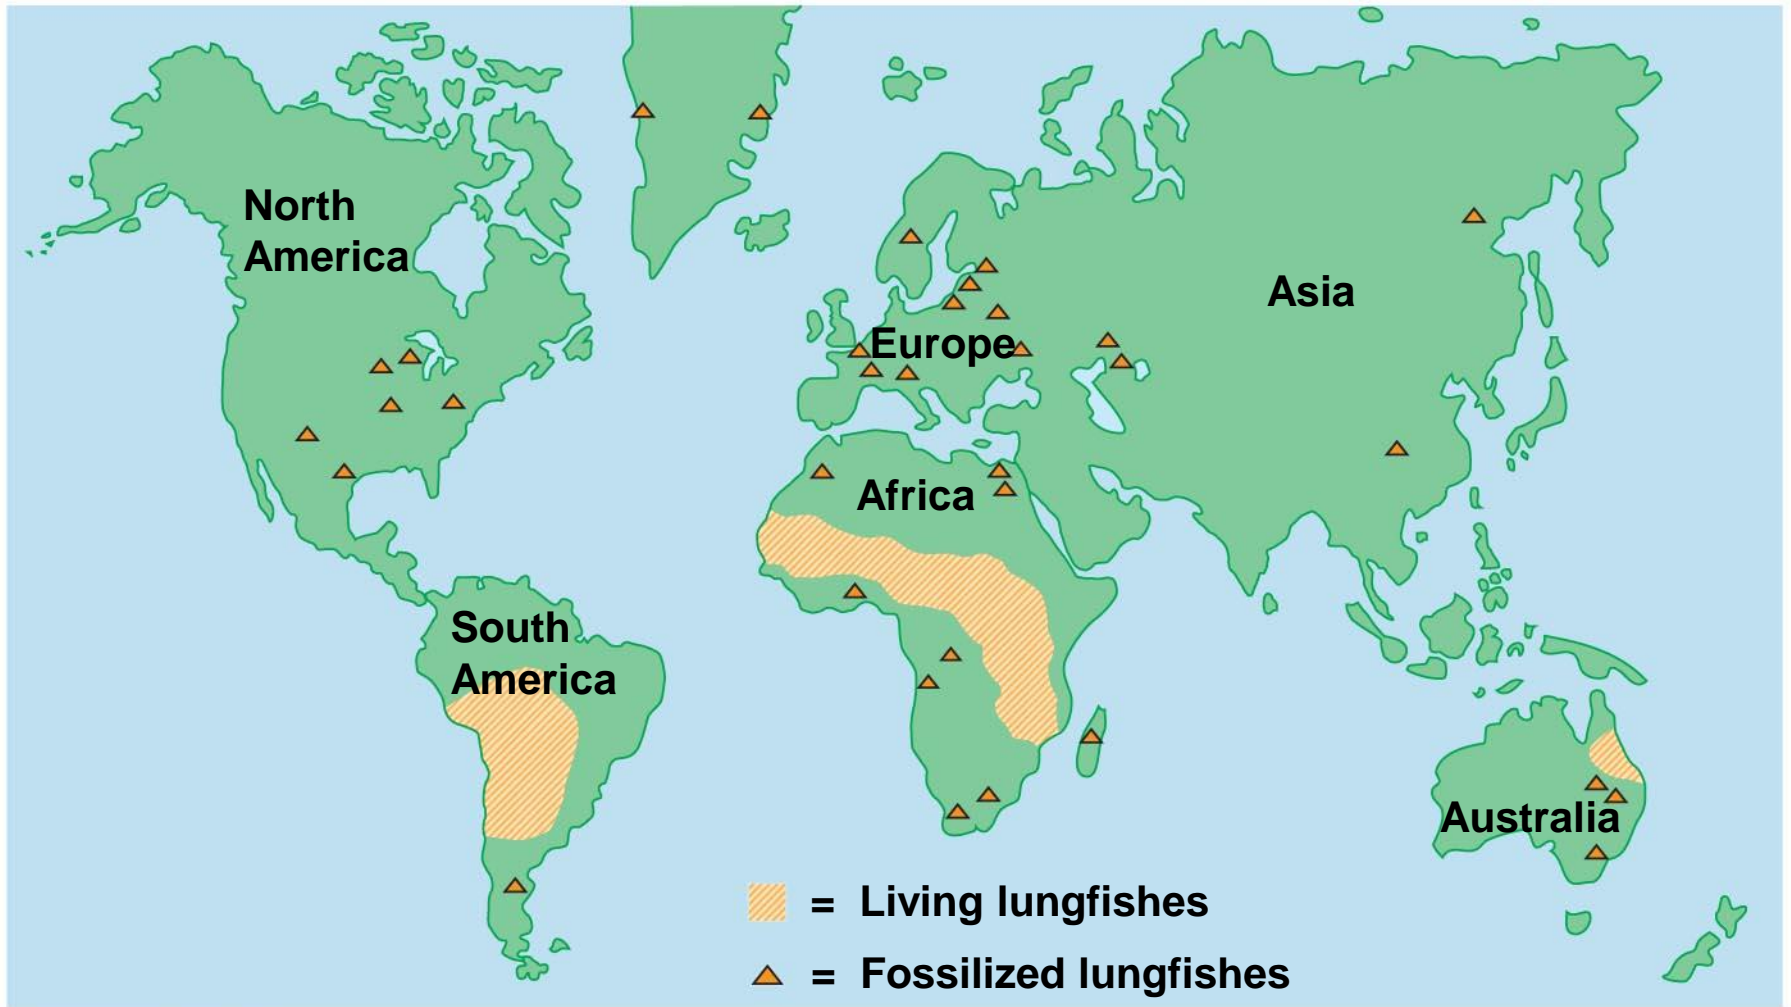 North
America
Asia
Europe
Africa
South
America
Australia
= Living lungfishes
= Fossilized lungfishes